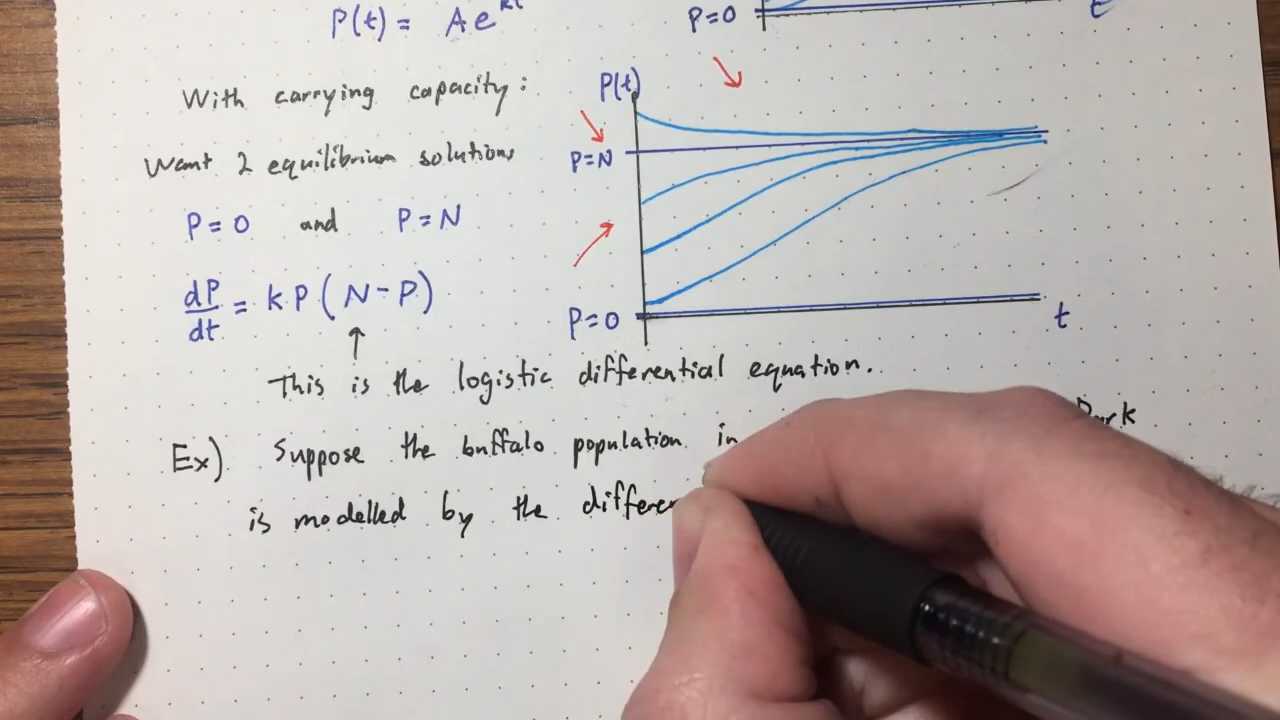 P(t) = Ae^kt
P=0 t
With carrying capacity:
P(t)
Want 2 equilibrium solutions
P=N
P=0 and P=N
dP/dt = kP(N-P)
P=0 t
This is the logistic differential equation.
Ex) Suppose the buffalo population in
is modelled by the